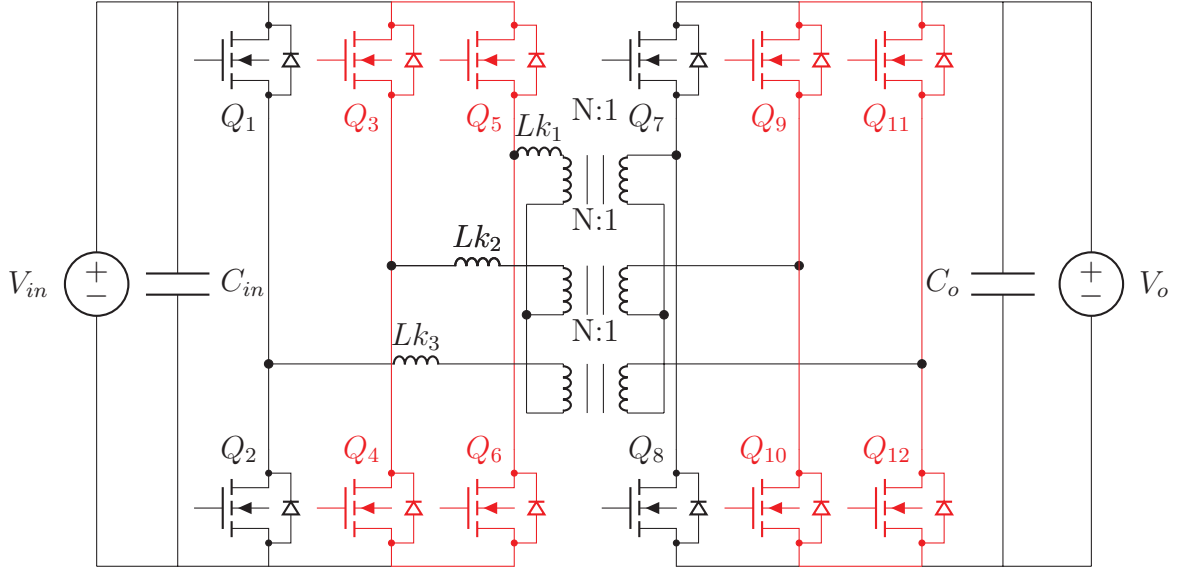 Q1
Q3
Q5
N:1
Q7
Q9
Q11
Lk1
N:1
Lk2
Vin
+
−
Cin
Co
+
−
Vo
N:1
Lk3
Q2
Q4
Q6
Q8
Q10
Q12